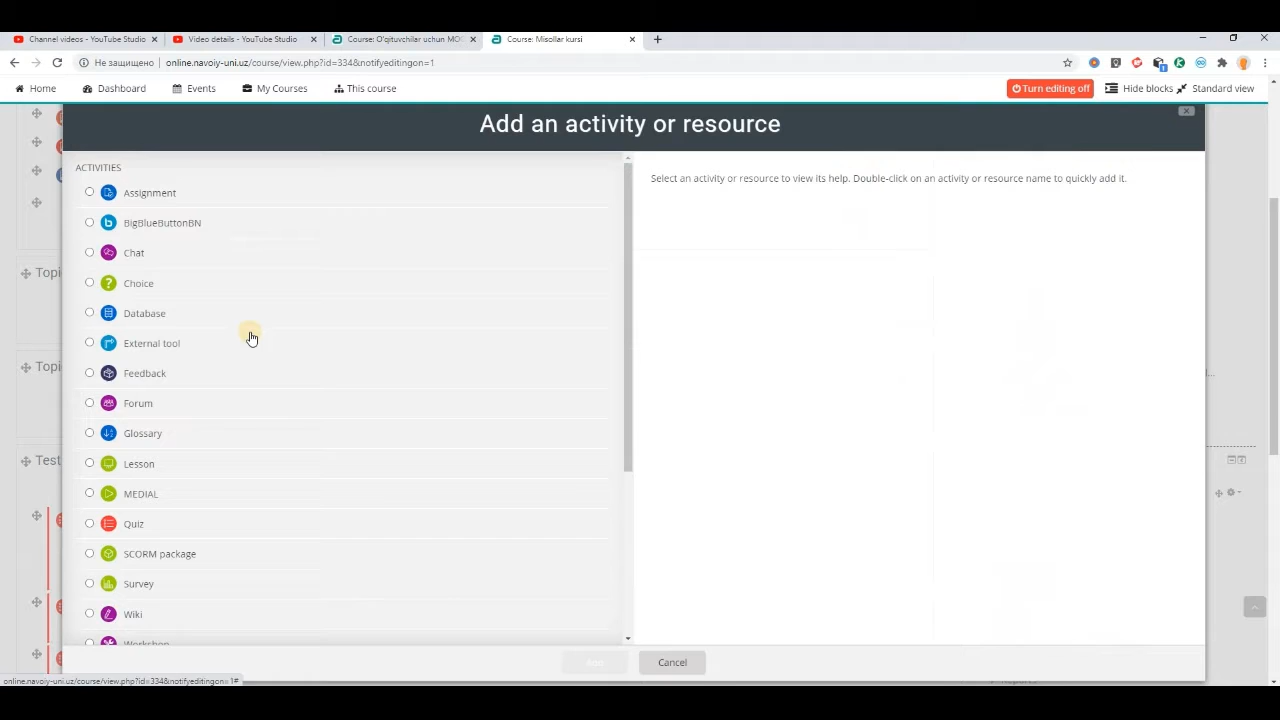 Channel videos - YouTube Studio
Video details - YouTube Studio
Course: O'qituvchilar uchun MO
Course: Misollar kursi
Не защищено
online.navoiy-uni.uz/course/view.php?id=334&notifyeditingon=1
Home
Dashboard
Events
My Courses
This course
Turn editing off
Hide blocks
Standard view
Add an activity or resource
ACTIVITIES
Select an activity or resource to view its help. Double-click on an activity or resource name to quickly add it.
Assignment
BigBlueButtonBN
Chat
Choice
Topi
Database
External tool
Topi
Feedback
Forum
Glossary
Test
Lesson
MEDIAL
Quiz
SCORM package
Survey
Wiki
Workshop
Add
Cancel
online.navoiy-uni.uz/course/view.php?id=334&notifyeditingon=1#